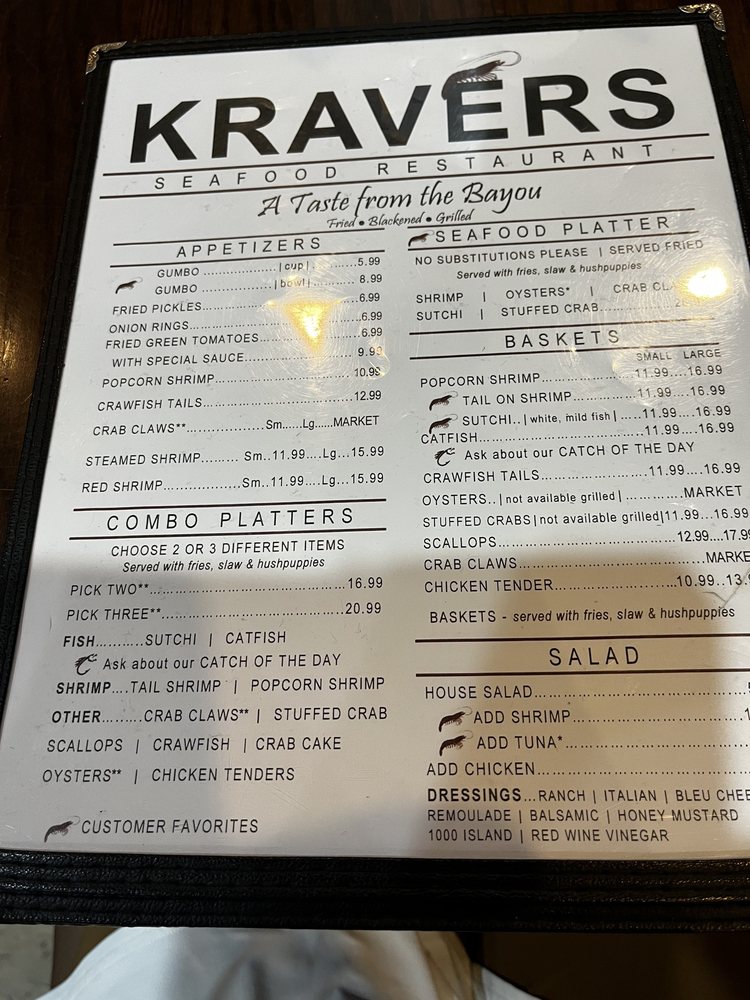 KRAVERS
SEAFOOD RESTAURANT
A Taste from the Bayou
Fried • Blackened • Grilled
APPETIZERS
GUMBO ....................|cup|............5.99
GUMBO ....................|bowl|............8.99
FRIED PICKLES..........................................6.99
ONION RINGS............................................6.99
FRIED GREEN TOMATOES..........................6.99
WITH SPECIAL SAUCE............................ 9.99
POPCORN SHRIMP....................................10.99
CRAWFISH TAILS........................................12.99
CRAB CLAWS**...................Sm......Lg......MARKET
STEAMED SHRIMP......... Sm..11.99....Lg...15.99
RED SHRIMP..................Sm..11.99....Lg...15.99
COMBO PLATTERS
CHOOSE 2 OR 3 DIFFERENT ITEMS
Served with fries, slaw & hushpuppies
PICK TWO**..............................................16.99
PICK THREE**...........................................20.99
FISH...........SUTCHI | CATFISH
Ask about our CATCH OF THE DAY
SHRIMP....TAIL SHRIMP | POPCORN SHRIMP
OTHER.........CRAB CLAWS** | STUFFED CRAB
SCALLOPS | CRAWFISH | CRAB CAKE
OYSTERS** | CHICKEN TENDERS
CUSTOMER FAVORITES
SEAFOOD PLATTER
NO SUBSTITUTIONS PLEASE | SERVED FRIED
Served with fries, slaw & hushpuppies
SHRIMP | OYSTERS* | CRAB
SUTCHI | STUFFED CRAB
BASKETS
SMALL LARGE
POPCORN SHRIMP......................11.99....16.99
TAIL ON SHRIMP......................11.99....16.99
SUTCHI..|white, mild fish|.....11.99....16.99
CATFISH.......................................11.99....16.99
Ask about our CATCH OF THE DAY
CRAWFISH TAILS..........................11.99....16.99
OYSTERS..|not available grilled|..............MARKET
STUFFED CRABS|not available grilled|11.99...16.99
SCALLOPS.........................................12.99...17.99
CRAB CLAWS.........................................MARKE
CHICKEN TENDER..............................10.99..13.
BASKETS - served with fries, slaw & hushpuppies
SALAD
HOUSE SALAD
ADD SHRIMP
ADD TUNA*
ADD CHICKEN
DRESSINGS...RANCH | ITALIAN | BLEU CHEE
REMOULADE | BALSAMIC | HONEY MUSTARD
1000 ISLAND | RED WINE VINEGAR